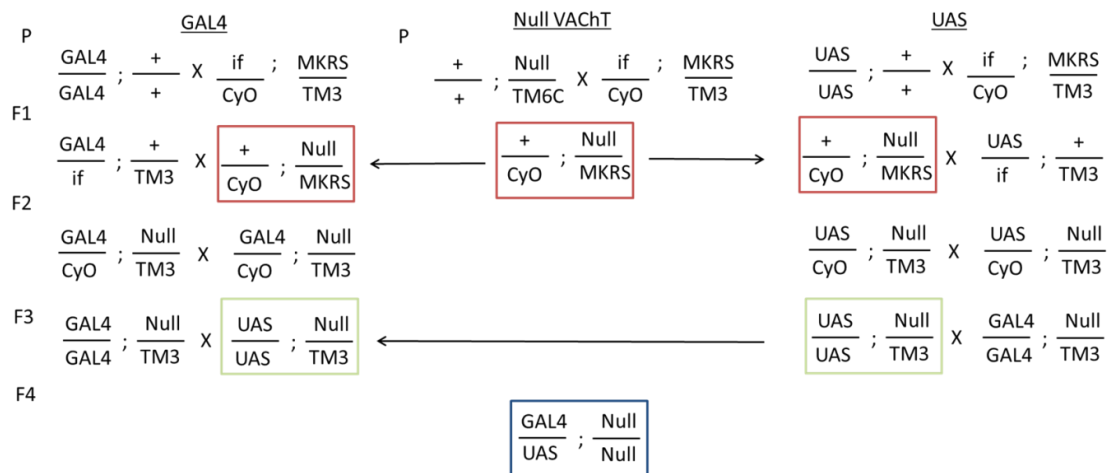 GAL4 Null VAChT UAS
P P
GAL4 + if MKRS + Null if MKRS UAS + if MKRS
; X ; ; X ; ; X ;
GAL4 + CyO TM3 + TM6C CyO TM3 UAS + CyO TM3
F1
GAL4 + + Null + Null + Null UAS +
; X ; ; ; X ;
if TM3 CyO MKRS CyO MKRS CyO MKRS if TM3
F2
GAL4 Null GAL4 Null UAS Null UAS Null
; X ; ; X ;
CyO TM3 CyO TM3 CyO TM3 CyO TM3
F3
GAL4 Null UAS Null UAS Null GAL4 Null
; X ; ; X ;
GAL4 TM3 UAS TM3 UAS TM3 GAL4 TM3
F4
GAL4 Null
;
UAS Null